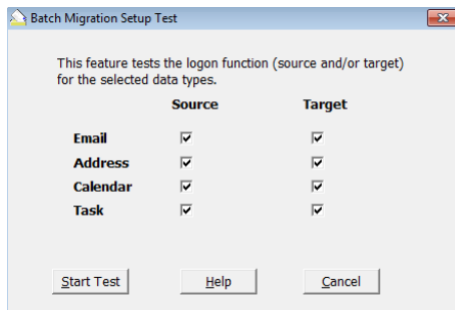 Batch Migration Setup Test
This feature tests the logon function (source and/or target)
for the selected data types.
Source Target
Email
Address
Calendar
Task
Start Test Help Cancel